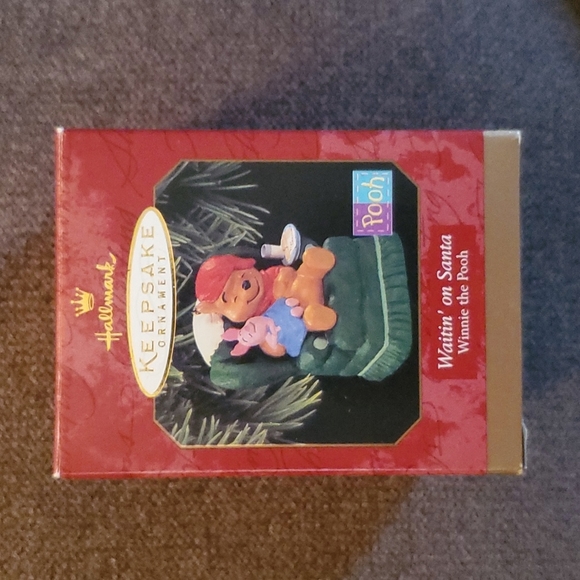 Hallmark
KEEPSAKE
ORNAMENT
Pooh
Waitin' on Santa
Winnie the Pooh